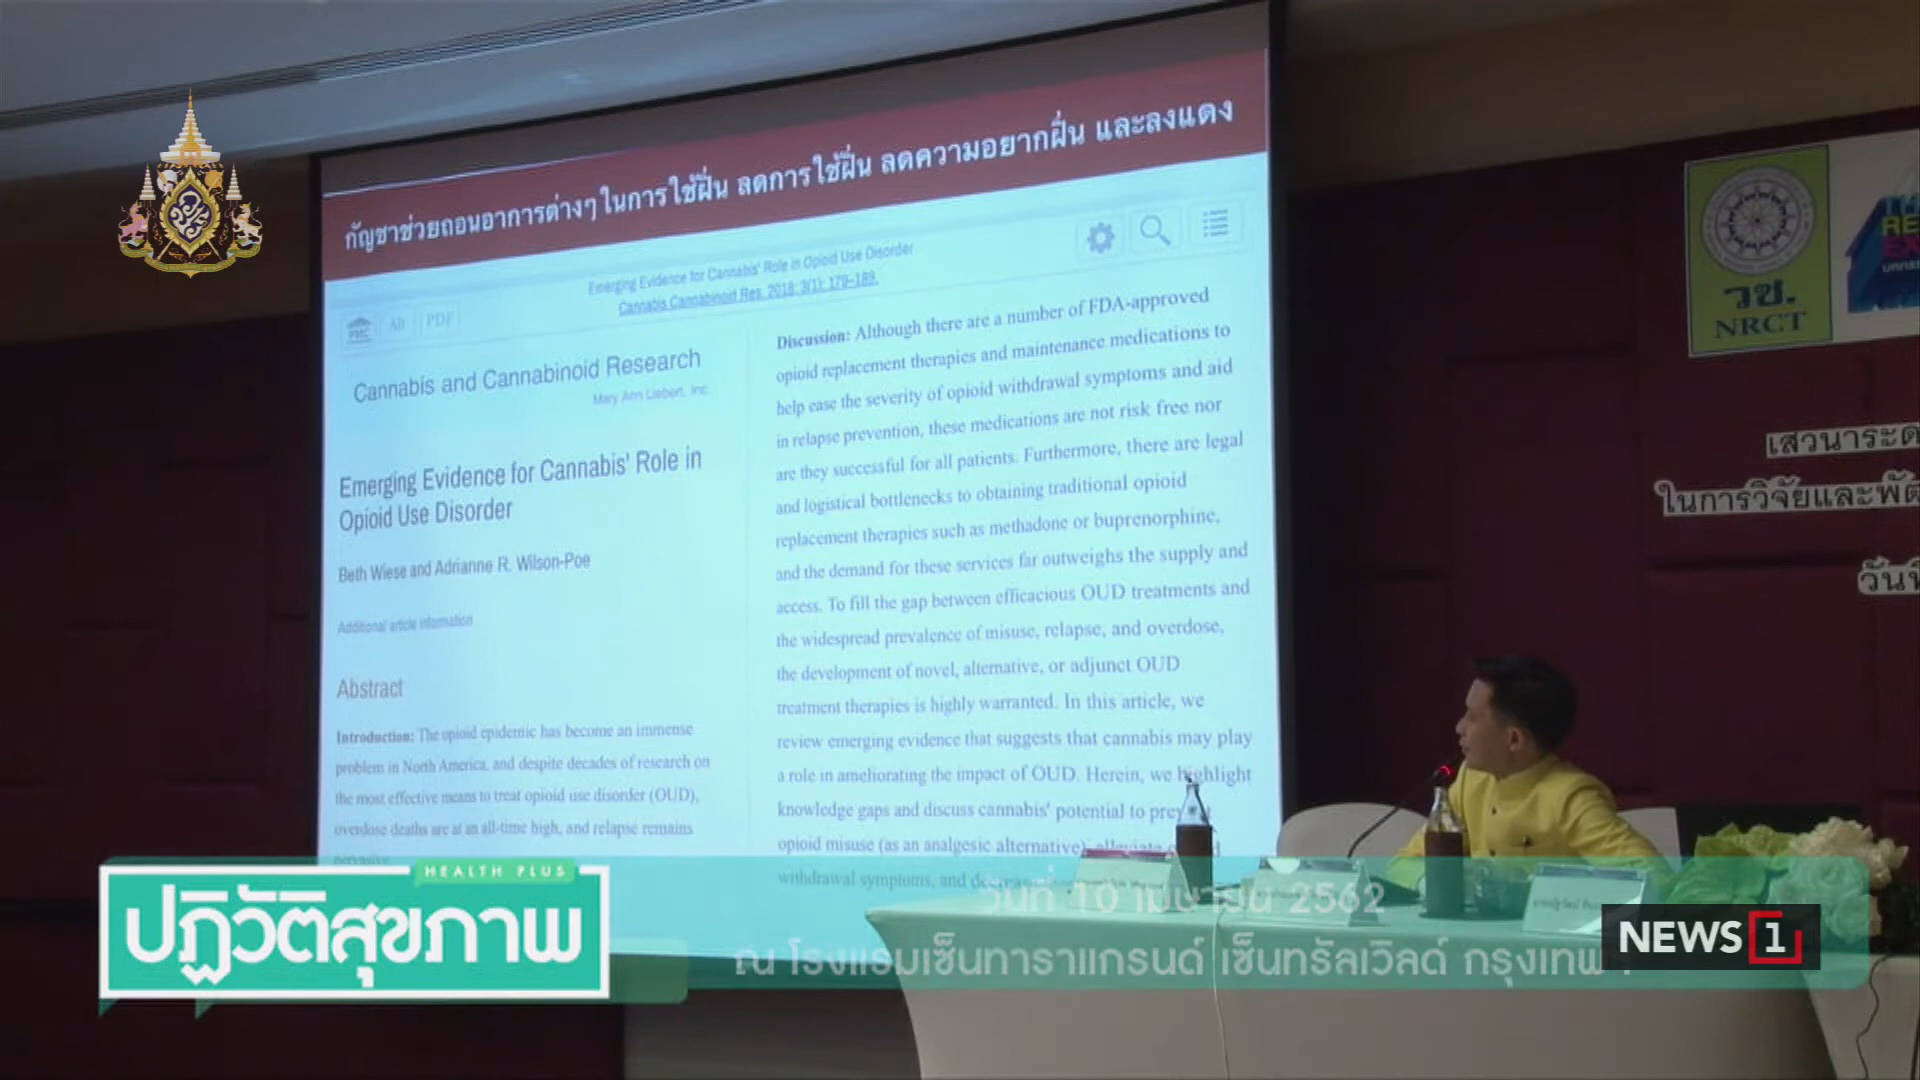 กัญชาช่วยถอนอาการต่างๆ ในการใช้ฝิ่น ลดการใช้ฝิ่น ลดความอยากฝิ่น และลงแดง
Emerging Evidence for Cannabis' Role in Opioid Use Disorder
Cannabis Cannabinoid Res. 2018; 3(1): 179–189.
PMC
PDF
Cannabis and Cannabinoid Research
Mary Ann Liebert, Inc.
Emerging Evidence for Cannabis' Role in
Opioid Use Disorder
Beth Wiese and Adrianne R. Wilson-Poe
Additional article information
Abstract
Introduction: The opioid epidemic has become an immense
problem in North America, and despite decades of research on
the most effective means to treat opioid use disorder (OUD),
overdose deaths are at an all-time high, and relapse remains
Discussion: Although there are a number of FDA-approved
opioid replacement therapies and maintenance medications to
help ease the severity of opioid withdrawal symptoms and aid
in relapse prevention, these medications are not risk free nor
are they successful for all patients. Furthermore, there are legal
and logistical bottlenecks to obtaining traditional opioid
replacement therapies such as methadone or buprenorphine,
and the demand for these services far outweighs the supply and
access. To fill the gap between efficacious OUD treatments and
the widespread prevalence of misuse, relapse, and overdose,
the development of novel, alternative, or adjunct OUD
treatment therapies is highly warranted. In this article, we
review emerging evidence that suggests that cannabis may play
a role in ameliorating the impact of OUD. Herein, we highlight
knowledge gaps and discuss cannabis' potential to prevent
opioid misuse (as an analgesic alternative), alleviate
withdrawal symptoms, and
วช.
NRCT
เสวนาระด
ในการวิจัยและพัฒ
วันที่
HEALTH PLUS
ปฏิวัติสุขภาพ
วันที่ 10 เมษายน 2562
ณ โรงแรมเซ็นทาราแกรนด์ เซ็นทรัลเวิลด์ กรุงเทพฯ
NEWS 1